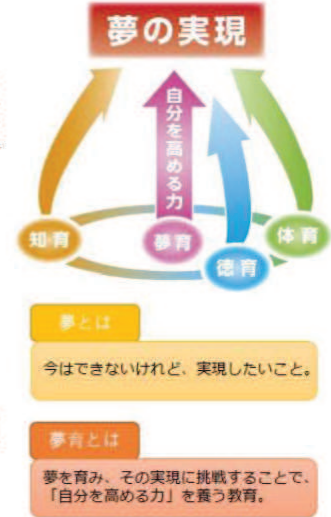 夢の実現
自分を高める力
知育
夢育
徳育
体育
夢とは
今はできないけれど、実現したいこと。
夢育とは
夢を育み、その実現に挑戦することで、
「自分を高める力」を養う教育。